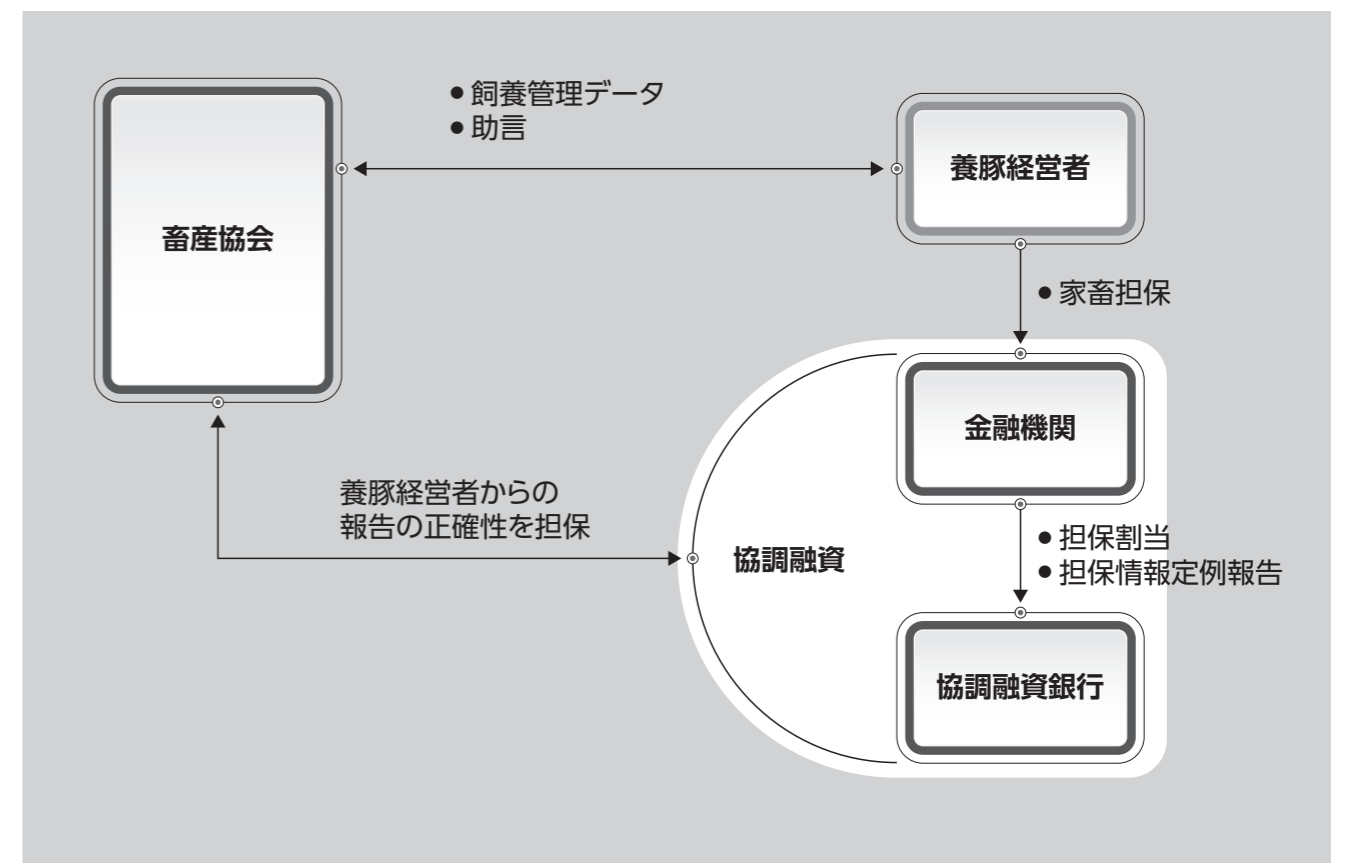 ● 飼養管理データ
● 助言
養豚経営者
畜産協会
● 家畜担保
金融機関
養豚経営者からの
報告の正確性を担保
協調融資
● 担保割当
● 担保情報定例報告
協調融資銀行